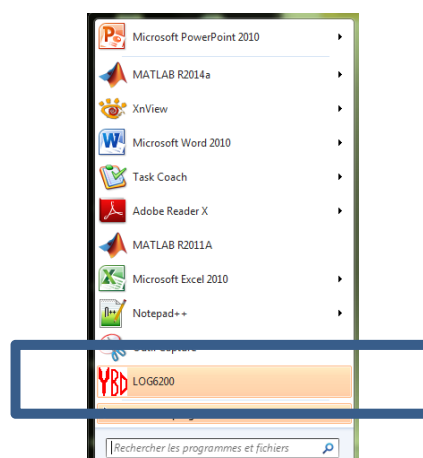 Microsoft PowerPoint 2010
MATLAB R2014a
XnView
Microsoft Word 2010
Task Coach
Adobe Reader X
MATLAB R2011A
Microsoft Excel 2010
Notepad++
YBD LOG6200
Rechercher les programmes et fichiers